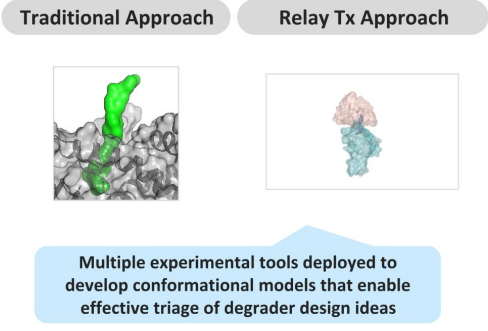 Traditional Approach
Relay Tx Approach
Multiple experimental tools deployed to
develop conformational models that enable
effective triage of degrader design ideas